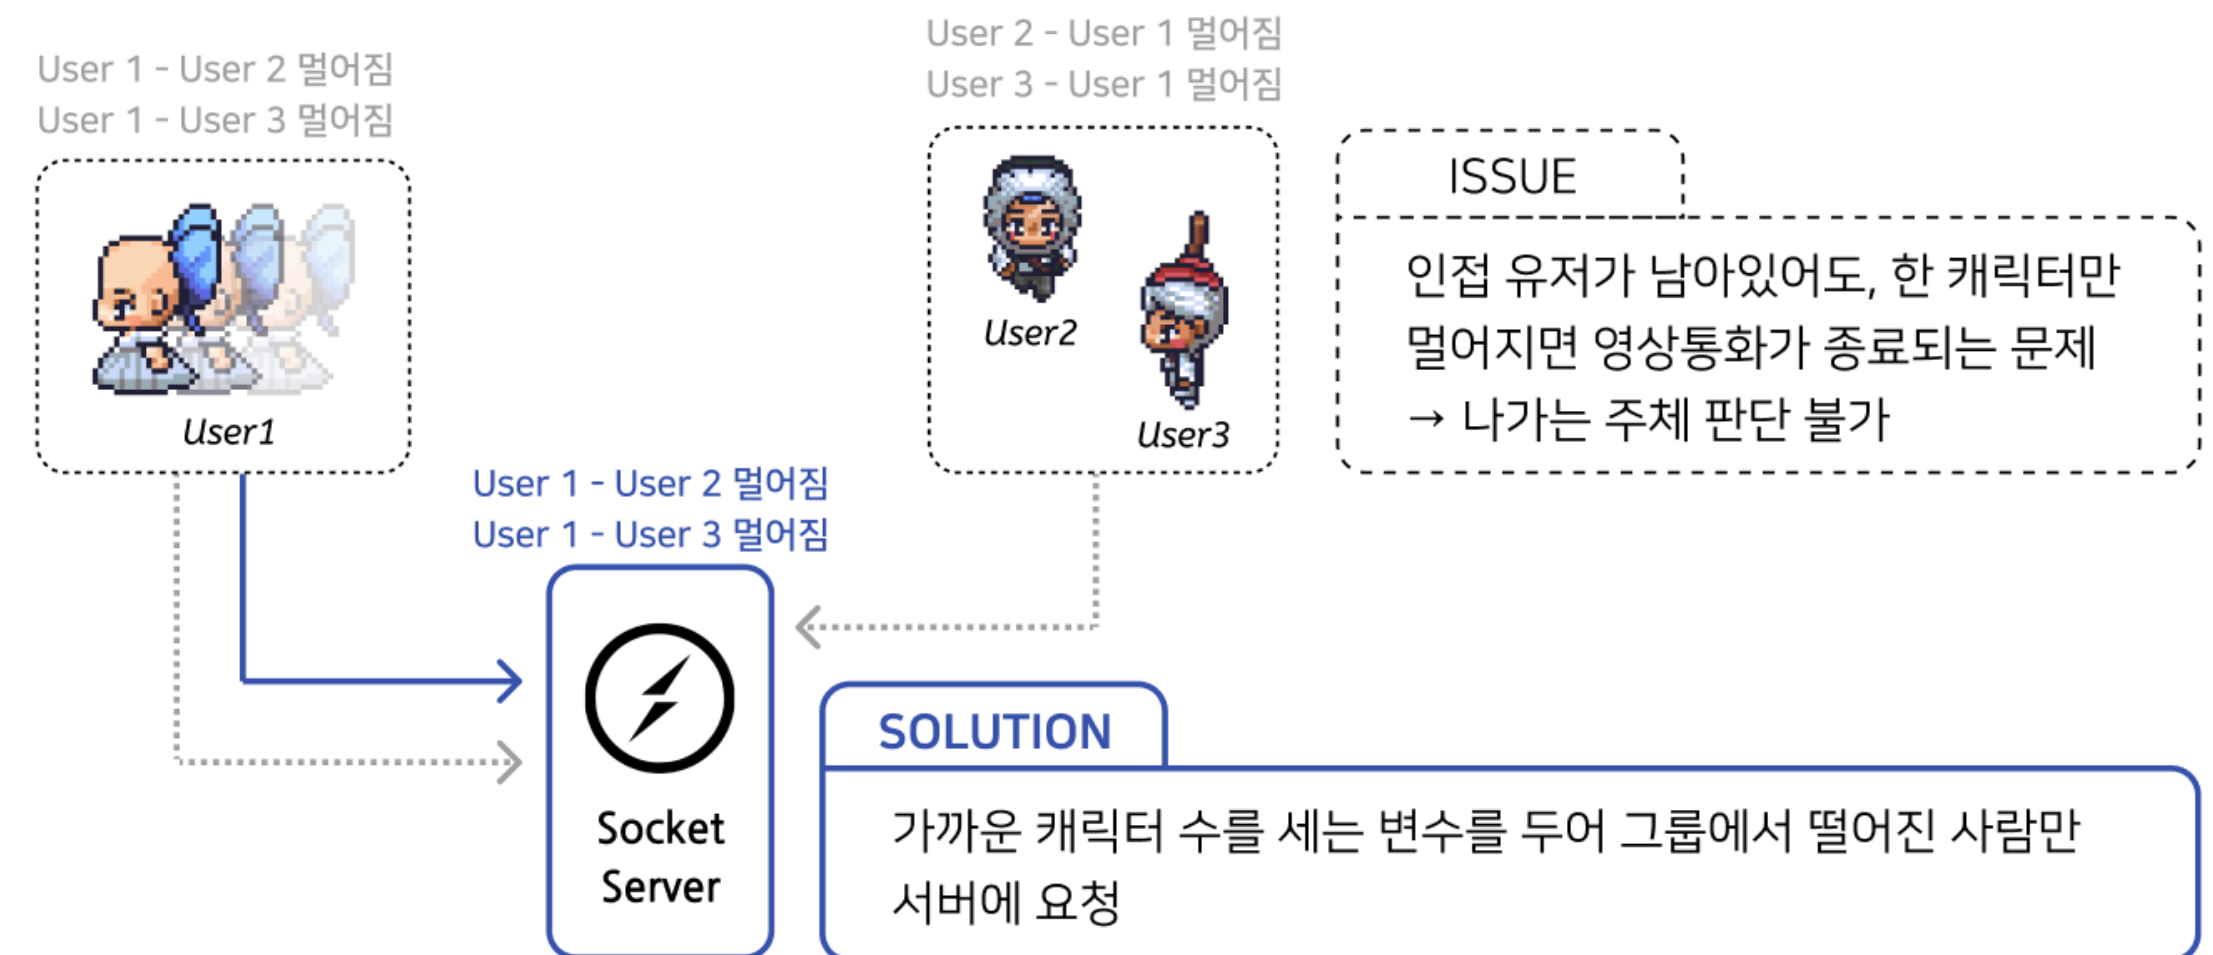 User 1 - User 2 멀어짐
User 1 - User 3 멀어짐
User1
User 2 - User 1 멀어짐
User 3 - User 1 멀어짐
User2
User3
ISSUE
인접 유저가 남아있어도, 한 캐릭터만
멀어지면 영상통화가 종료되는 문제
→ 나가는 주체 판단 불가
User 1 - User 2 멀어짐
User 1 - User 3 멀어짐
Socket
Server
SOLUTION
가까운 캐릭터 수를 세는 변수를 두어 그룹에서 떨어진 사람만
서버에 요청